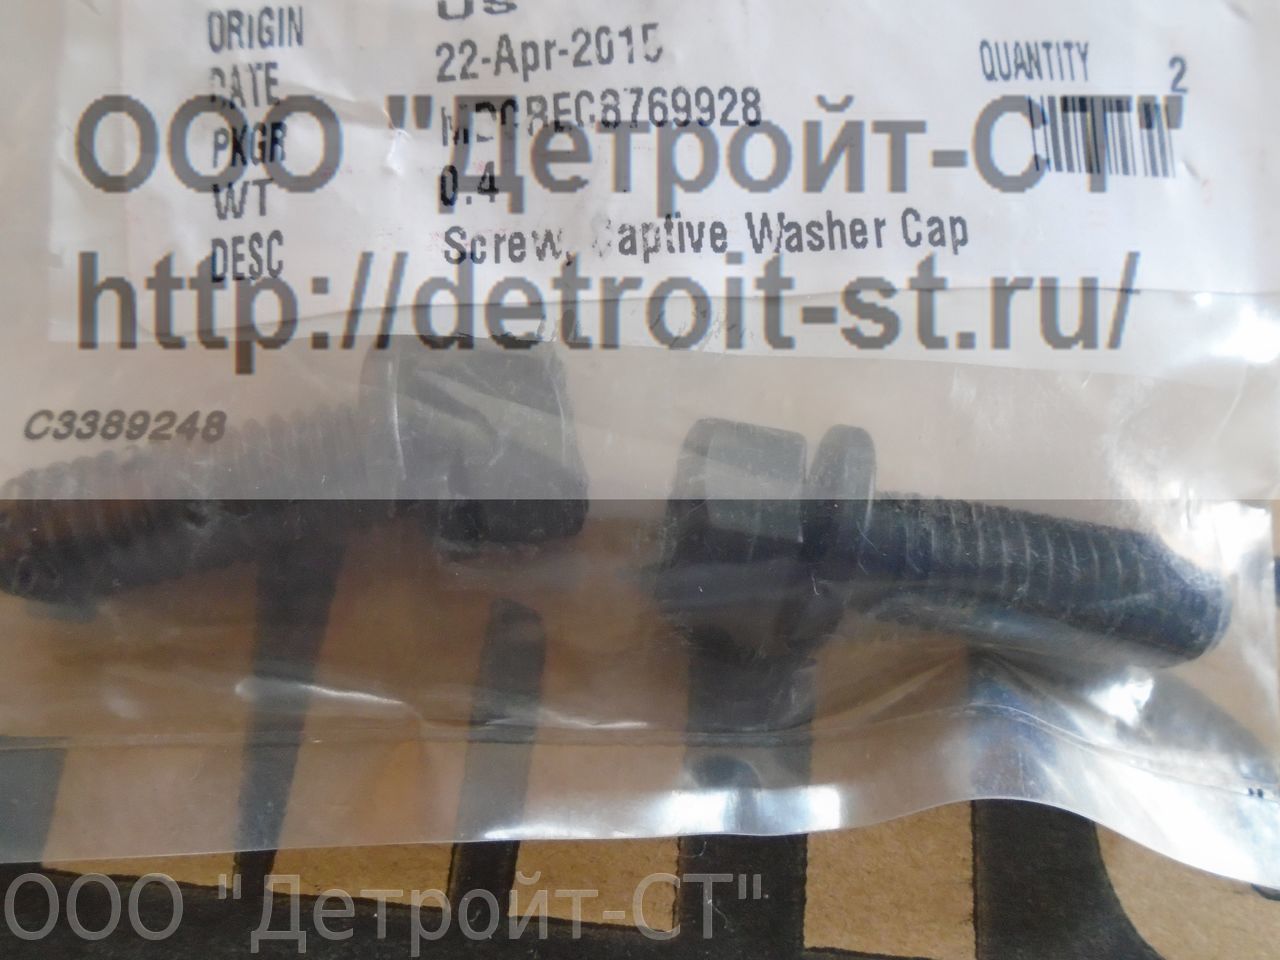 ORIGIN US
DATE 22-Apr-2015 QUANTITY 2
PKGR
WT 0.4
DESC Screw, Captive Washer Cap
ООО "Детройт-СТ"
http://detroit-st.ru/
C3389248
ООО "Детройт-СТ"